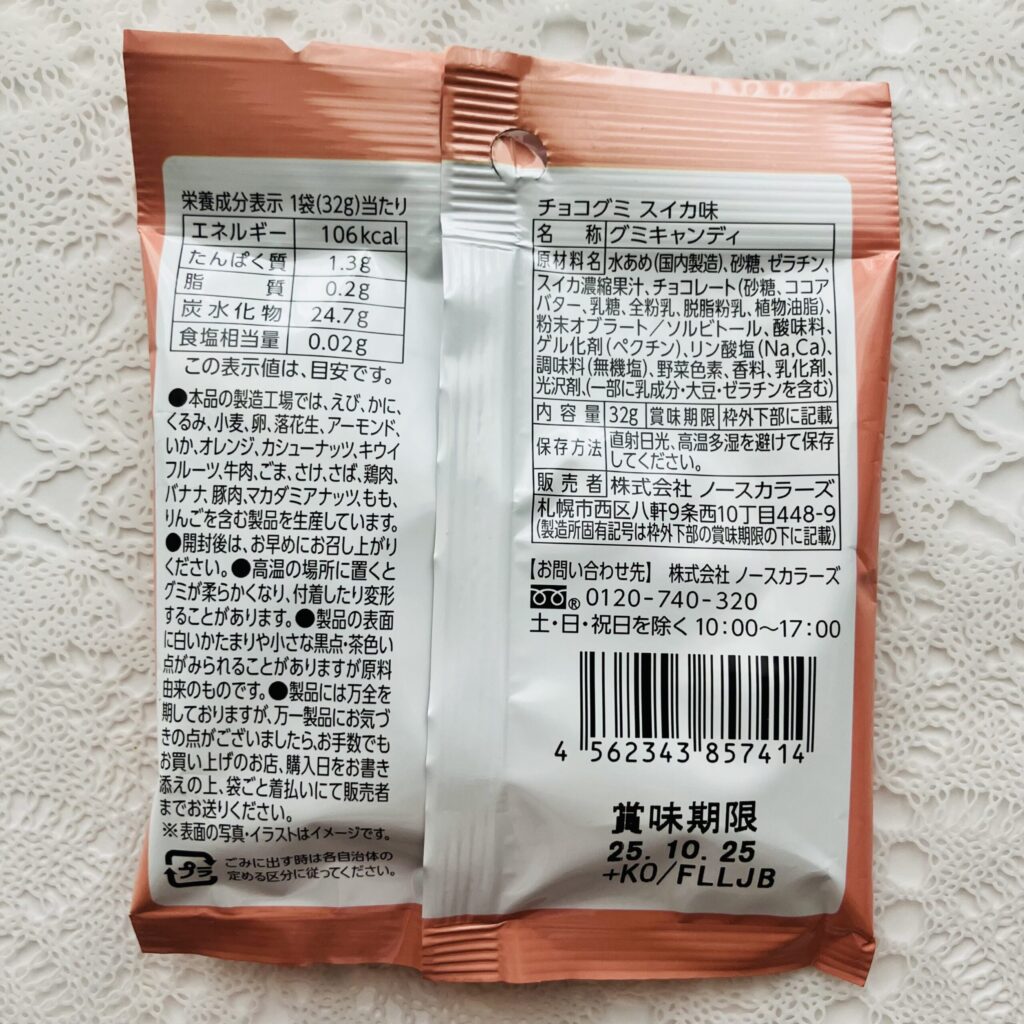 栄養成分表示 1袋(32g)当たり
エネルギー 106kcal
たんぱく質 1.3g
脂質 0.2g
炭水化物 24.7g
食塩相当量 0.02g
この表示値は、目安です。
●本品の製造工場では、えび、かに、
くるみ、小麦、卵、落花生、アーモンド、
いか、オレンジ、カシューナッツ、キウイ
フルーツ、牛肉、ごま、さけ、さば、鶏肉、
バナナ、豚肉、マカダミアナッツ、もも、
りんごを含む製品を生産しています。
●開封後は、お早めにお召し上がり
ください。●高温の場所に置くと
グミが柔らかくなり、付着したり変形
することがあります。●製品の表面
に白いかたまりや小さな黒点・茶色い
点がみられることがありますが原料
由来のものです。●製品には万全を
期しておりますが、万一製品にお気づ
きの点がございましたら、お手数でも
お買い上げのお店、購入日をお書き
添えの上、袋ごと着払いにて販売者
までお送りください。
※表面の写真・イラストはイメージです。
プラ
ごみに出す時は各自治体の
定める区分に従ってください。
チョコグミ スイカ味
名称 グミキャンディ
原材料名 水あめ(国内製造)、砂糖、ゼラチン、
スイカ濃縮果汁、チョコレート(砂糖、ココア
バター、乳糖、全粉乳、脱脂粉乳、植物油脂)、
粉末オブラート/ソルビトール、酸味料、
ゲル化剤(ペクチン)、リン酸塩(Na,Ca)、
調味料(無機塩)、野菜色素、香料、乳化剤、
光沢剤、(一部に乳成分・大豆・ゼラチンを含む)
内容量 32g 賞味期限 枠外下部に記載
保存方法 直射日光、高温多湿を避けて保存
してください。
販売者 株式会社 ノースカラーズ
札幌市西区八軒9条西10丁目448-9
(製造所固有記号は枠外下部の賞味期限の下に記載)
【お問い合わせ先】 株式会社 ノースカラーズ
® 0120-740-320
土・日・祝日を除く 10:00～17:00
4 562343 857414
賞味期限
25.10.25
+KO/FLLJB